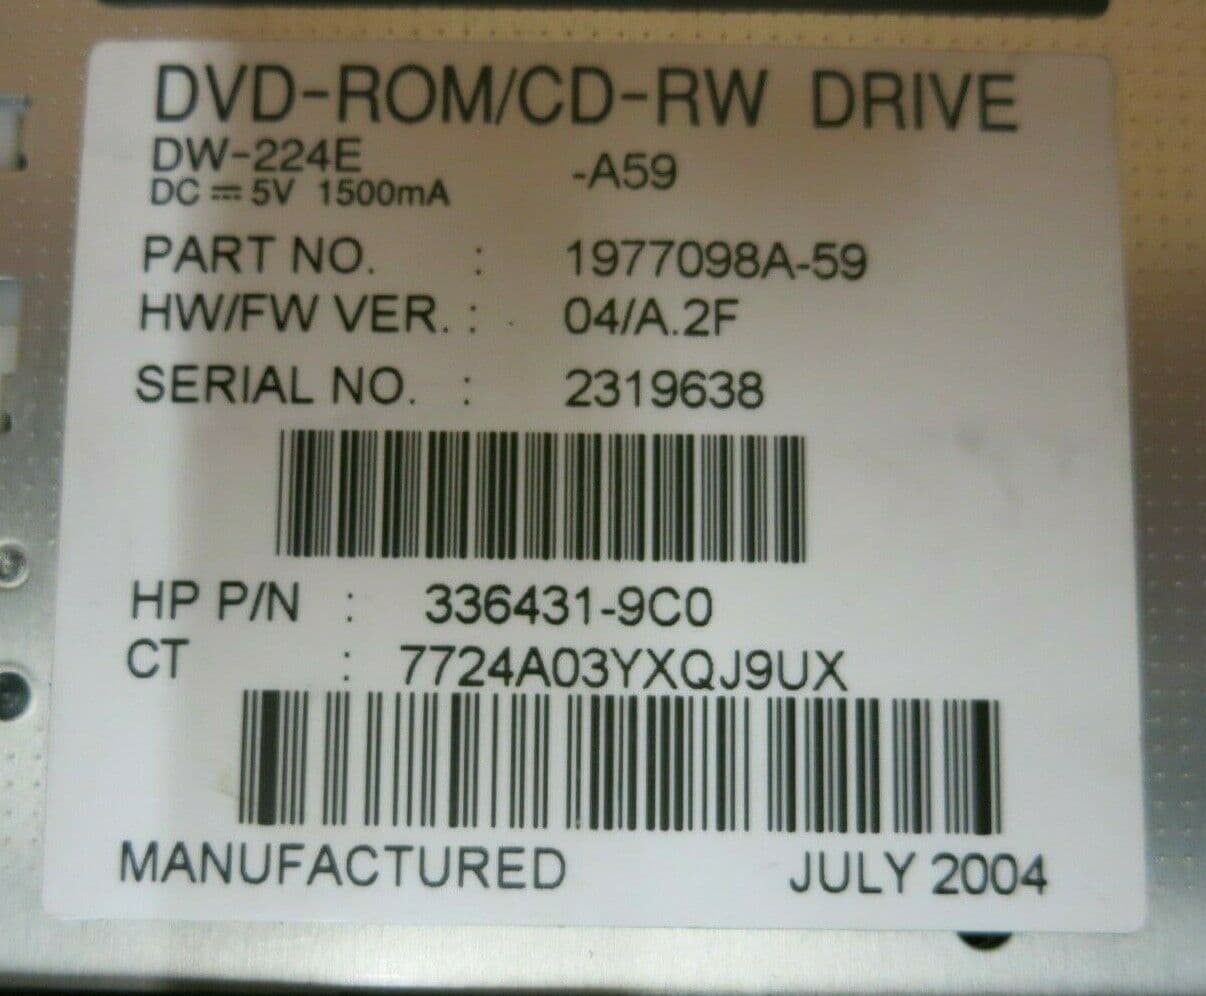 DVD-ROM/CD-RW DRIVE
DW-224E -A59
DC ⎓ 5V 1500mA
PART NO. : 1977098A-59
HW/FW VER. : 04/A.2F
SERIAL NO. : 2319638
HP P/N : 336431-9C0
CT : 7724A03YXQJ9UX
MANUFACTURED JULY 2004